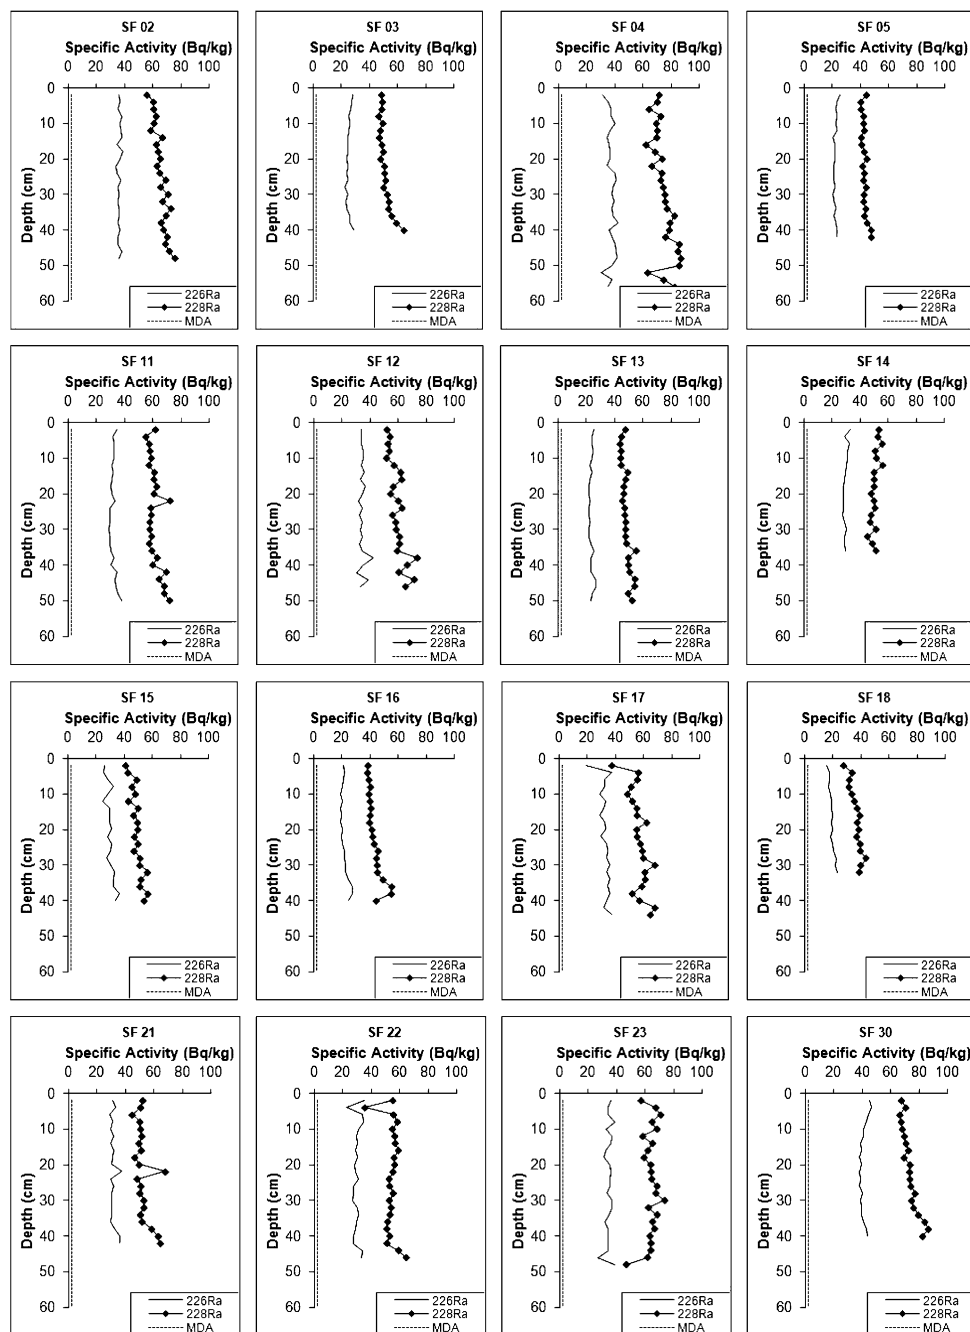 SF 02
Specific Activity (Bq/kg)
0 20 40 60 80 100
0
10
20
30
40
50
60
Depth (cm)
226Ra
228Ra
MDA
SF 03
Specific Activity (Bq/kg)
0 20 40 60 80 100
0
10
20
30
40
50
60
Depth (cm)
226Ra
228Ra
MDA
SF 04
Specific Activity (Bq/kg)
0 20 40 60 80 100
0
10
20
30
40
50
60
Depth (cm)
226Ra
228Ra
MDA
SF 05
Specific Activity (Bq/kg)
0 20 40 60 80 100
0
10
20
30
40
50
60
Depth (cm)
226Ra
228Ra
MDA
SF 11
Specific Activity (Bq/kg)
0 20 40 60 80 100
0
10
20
30
40
50
60
Depth (cm)
226Ra
228Ra
MDA
SF 12
Specific Activity (Bq/kg)
0 20 40 60 80 100
0
10
20
30
40
50
60
Depth (cm)
226Ra
228Ra
MDA
SF 13
Specific Activity (Bq/kg)
0 20 40 60 80 100
0
10
20
30
40
50
60
Depth (cm)
226Ra
228Ra
MDA
SF 14
Specific Activity (Bq/kg)
0 20 40 60 80 100
0
10
20
30
40
50
60
Depth (cm)
226Ra
228Ra
MDA
SF 15
Specific Activity (Bq/kg)
0 20 40 60 80 100
0
10
20
30
40
50
60
Depth (cm)
226Ra
228Ra
MDA
SF 16
Specific Activity (Bq/kg)
0 20 40 60 80 100
0
10
20
30
40
50
60
Depth (cm)
226Ra
228Ra
MDA
SF 17
Specific Activity (Bq/kg)
0 20 40 60 80 100
0
10
20
30
40
50
60
Depth (cm)
226Ra
228Ra
MDA
SF 18
Specific Activity (Bq/kg)
0 20 40 60 80 100
0
10
20
30
40
50
60
Depth (cm)
226Ra
228Ra
MDA
SF 21
Specific Activity (Bq/kg)
0 20 40 60 80 100
0
10
20
30
40
50
60
Depth (cm)
226Ra
228Ra
MDA
SF 22
Specific Activity (Bq/kg)
0 20 40 60 80 100
0
10
20
30
40
50
60
Depth (cm)
226Ra
228Ra
MDA
SF 23
Specific Activity (Bq/kg)
0 20 40 60 80 100
0
10
20
30
40
50
60
Depth (cm)
226Ra
228Ra
MDA
SF 30
Specific Activity (Bq/kg)
0 20 40 60 80 100
0
10
20
30
40
50
60
Depth (cm)
226Ra
228Ra
MDA